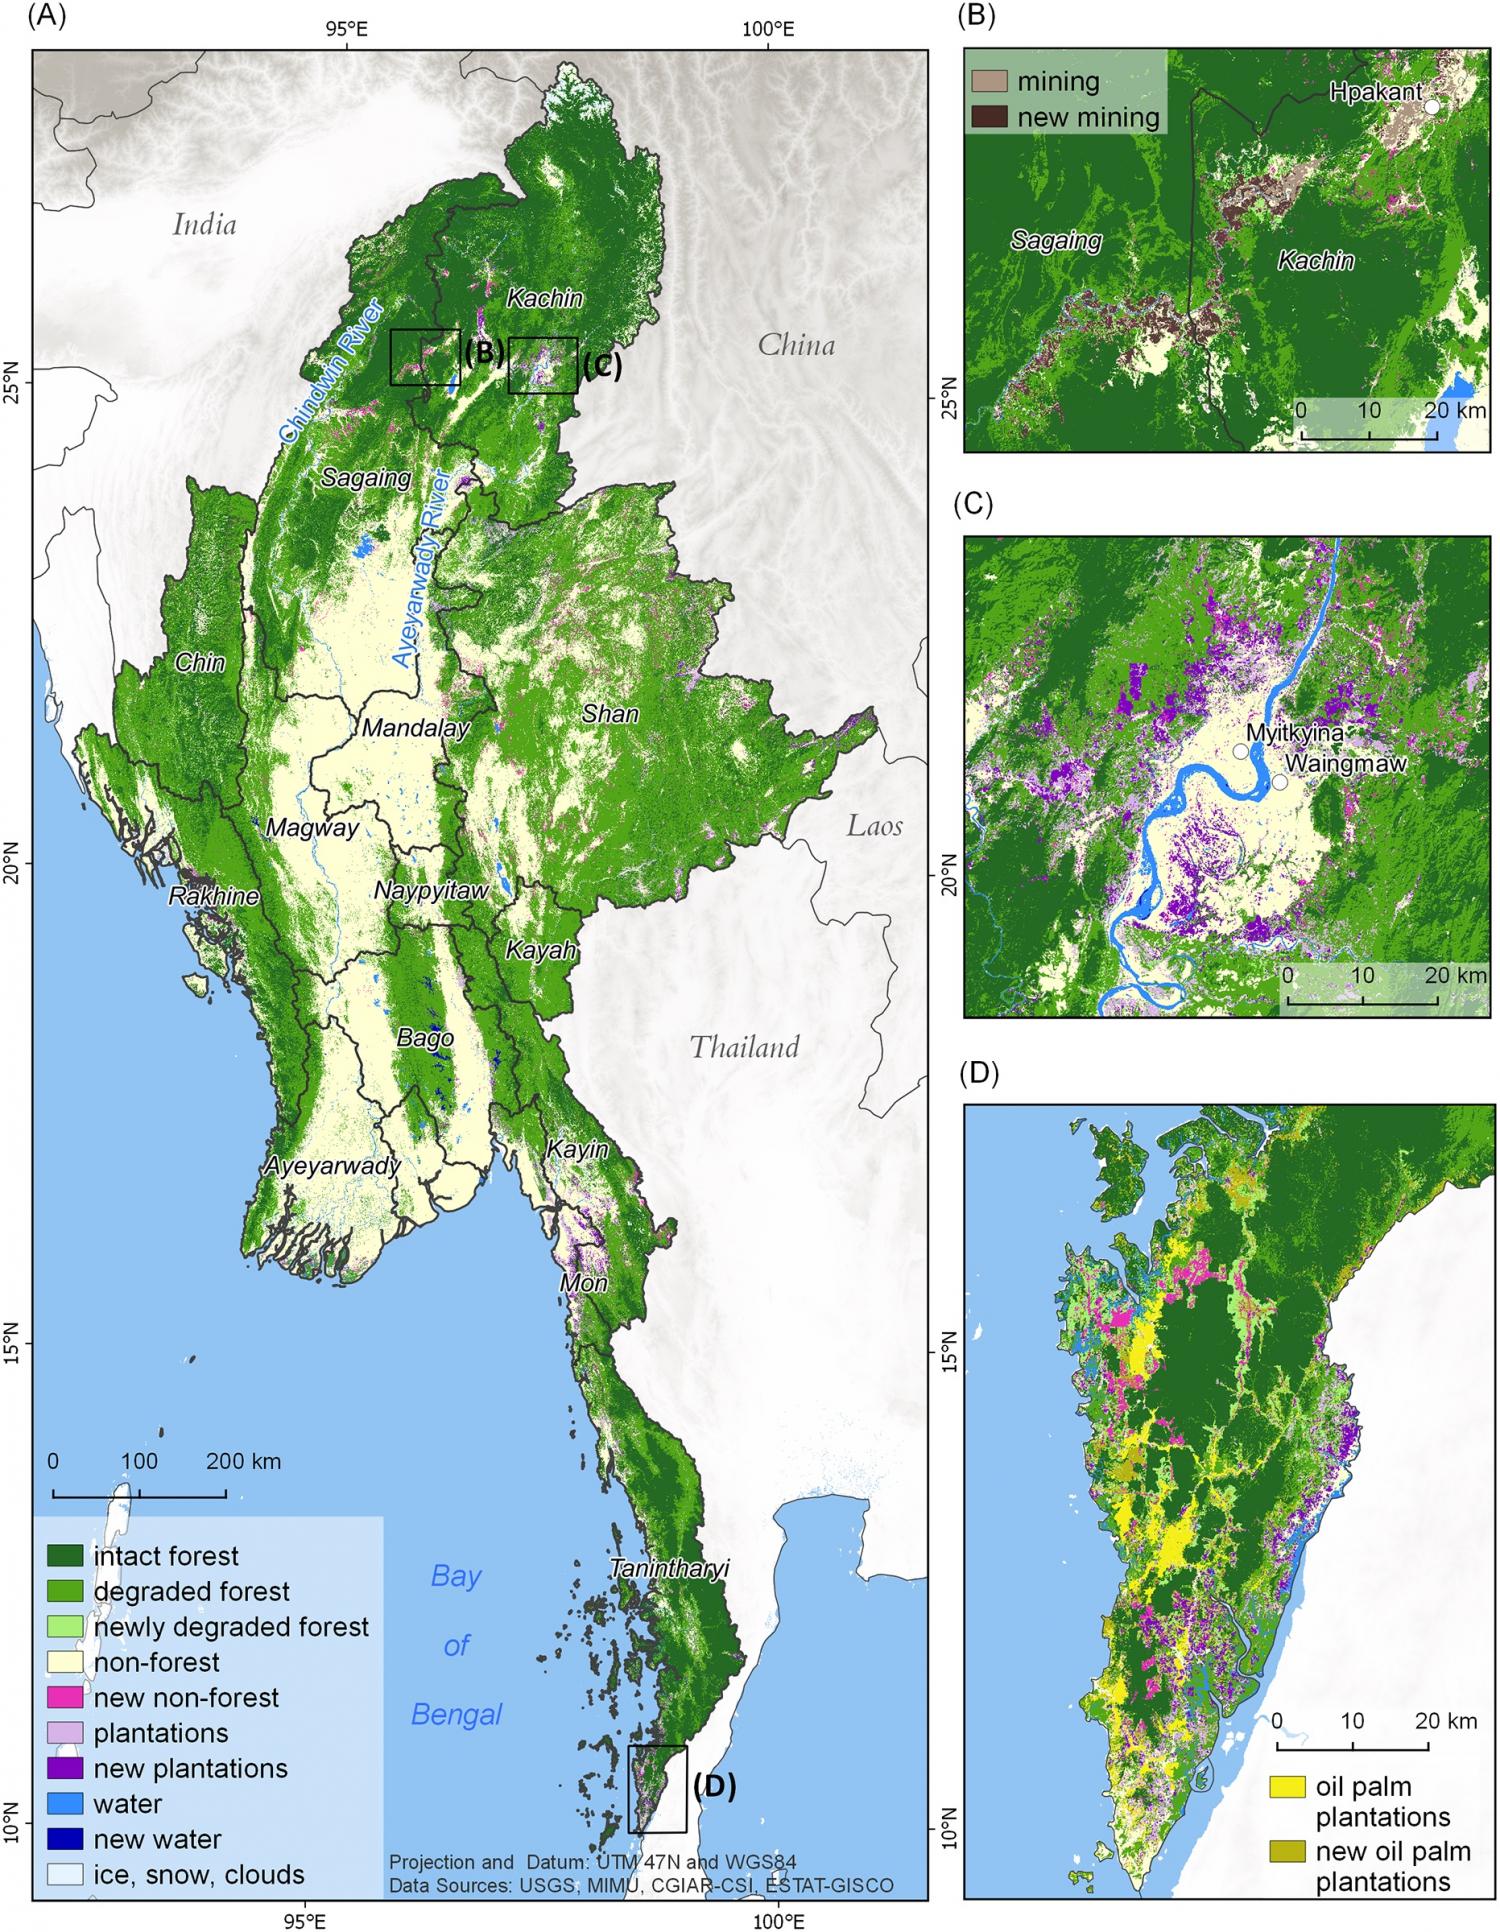 (A)
95°E
100°E
India
Kachin
China
Chindwin River
(B)
(C)
25°N
Sagaing
Ayeyarwady River
Chin
Shan
Mandalay
Magway
Laos
20°N
Rakhine
Naypyitaw
Kayah
Bago
Thailand
Kayin
Ayeyarwady
Mon
15°N
0 100 200 km
Tanintharyi
Bay
of
Bengal
intact forest
degraded forest
newly degraded forest
non-forest
new non-forest
plantations
new plantations
water
new water
ice, snow, clouds
(D)
10°N
Projection and Datum: UTM 47N and WGS84
Data Sources: USGS, MIMU, CGIAR-CSI, ESTAT-GISCO
95°E
100°E
(B)
mining
new mining
Hpakant
Sagaing
Kachin
25°N
0 10 20 km
(C)
Myitkyina
Waingmaw
20°N
0 10 20 km
(D)
15°N
0 10 20 km
oil palm
plantations
new oil palm
plantations
10°N